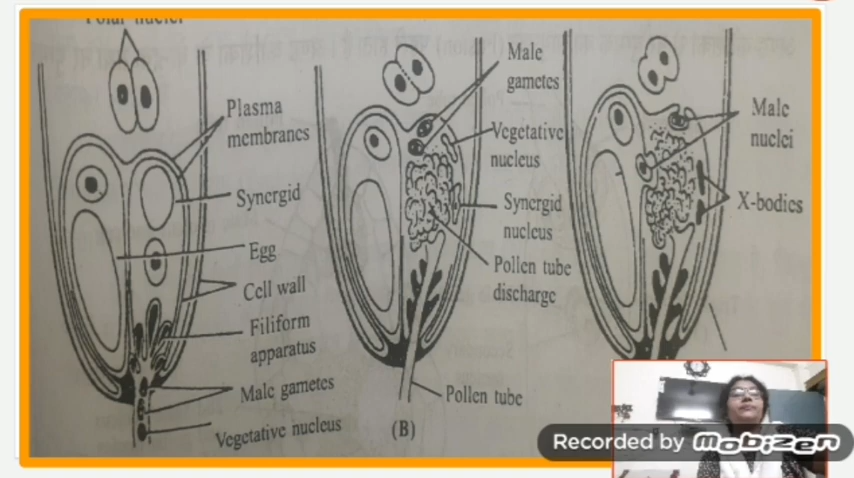 Polar nuclei
Plasma
membranes
Synergid
Egg
Cell wall
Filiform
apparatus
Male gametes
Vegetative nucleus
Male
gametes
Vegetative
nucleus
Synergid
nucleus
Pollen tube
discharge
Pollen tube
(B)
Male
nuclei
X-bodies
Recorded by mobizen